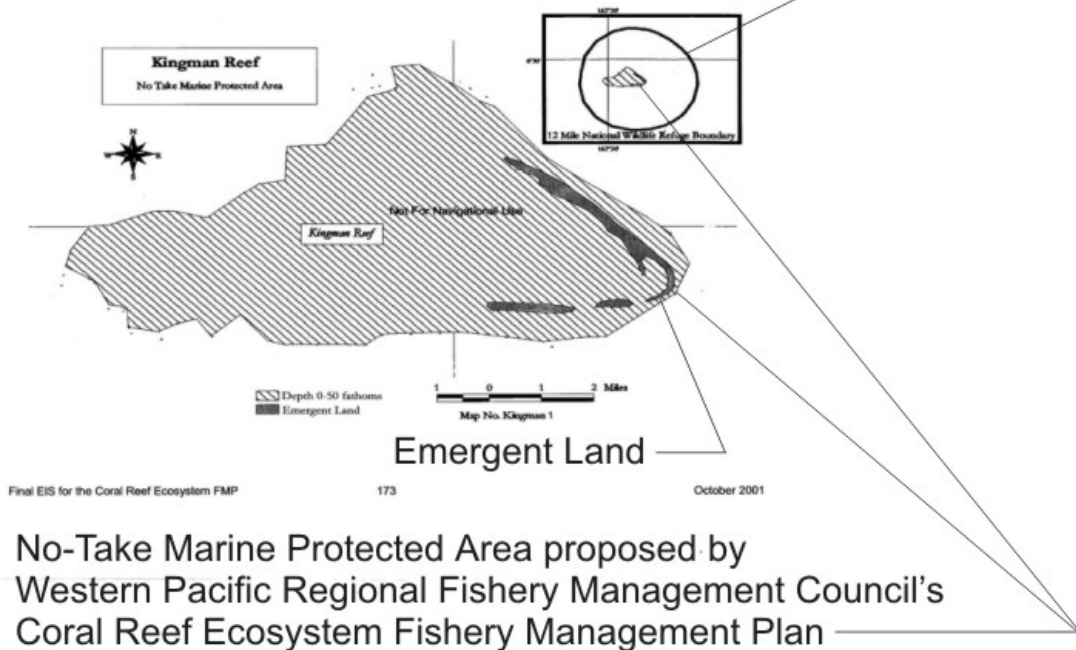 Kingman Reef
No Take Marine Protected Area
12 Mile National Wildlife Refuge Boundary
N
W E
S
Not For Navigational Use
Kingman Reef
Depth 0-50 fathoms
Emergent Land
1 0 1 2 Miles
Map No. Kingman 1
Emergent Land
Final EIS for the Coral Reef Ecosystem FMP 173 October 2001
No-Take Marine Protected Area proposed by
Western Pacific Regional Fishery Management Council's
Coral Reef Ecosystem Fishery Management Plan